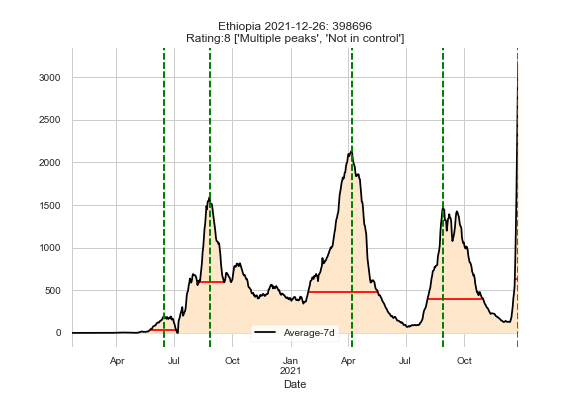 Ethiopia 2021-12-26: 398696
Rating:8 ['Multiple peaks', 'Not in control']
3000
2500
2000
1500
1000
500
0
Average-7d
Apr Jul Oct Jan Apr Jul Oct
2021
Date